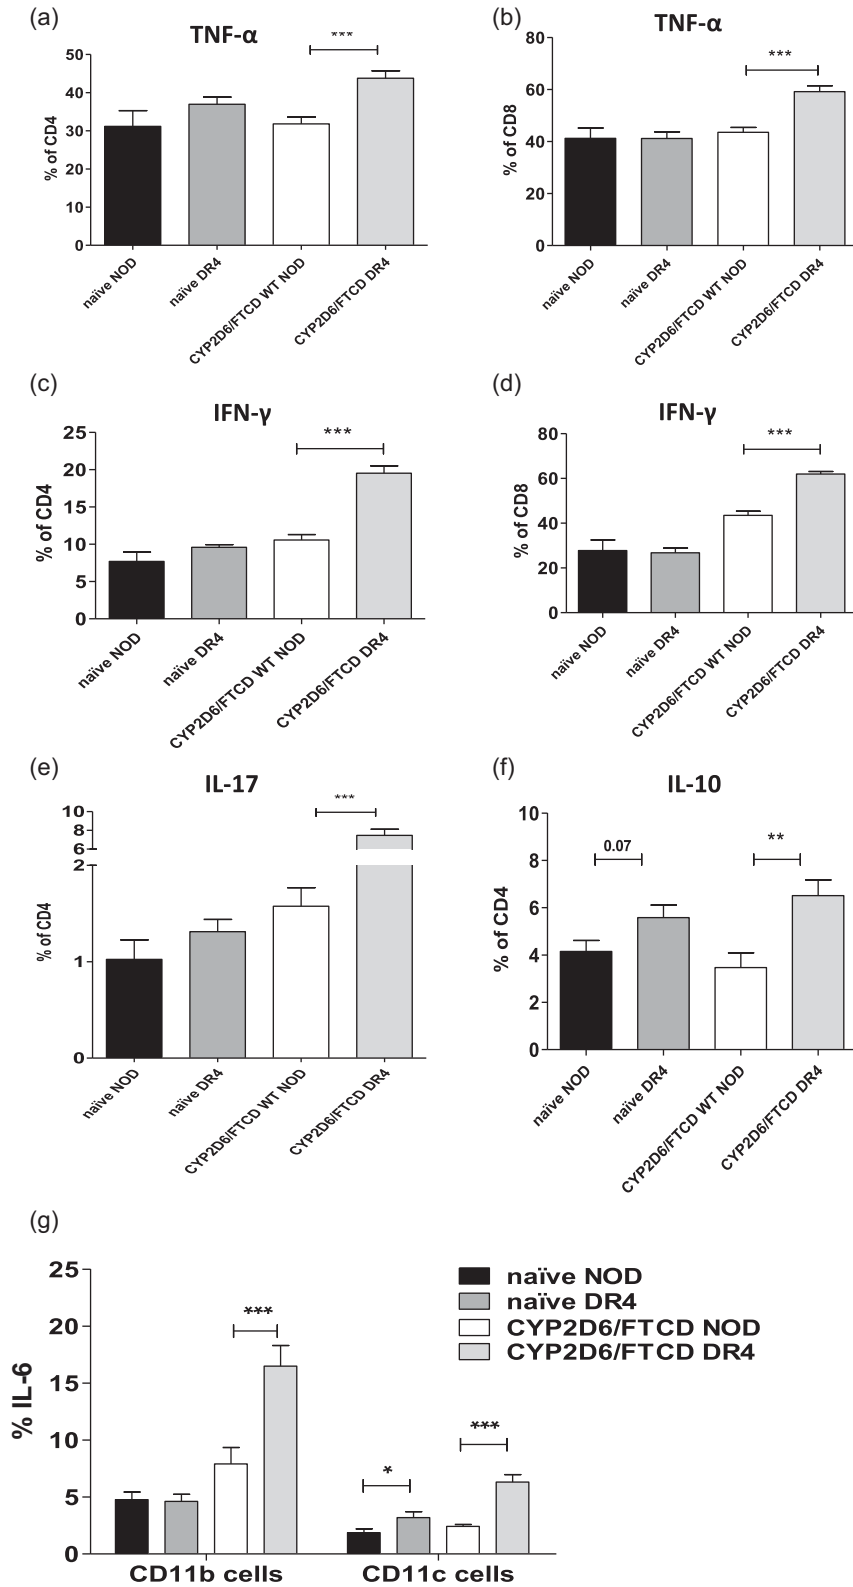 (a)
TNF-α
***
% of CD4
50
40
30
20
10
0
naïve NOD
naïve DR4
CYP2D6/FTCD WT NOD
CYP2D6/FTCD DR4
(b)
TNF-α
***
% of CD8
80
60
40
20
0
naïve NOD
naïve DR4
CYP2D6/FTCD WT NOD
CYP2D6/FTCD DR4
(c)
IFN-γ
***
% of CD4
25
20
15
10
5
0
naïve NOD
naïve DR4
CYP2D6/FTCD WT NOD
CYP2D6/FTCD DR4
(d)
IFN-γ
***
% of CD8
80
60
40
20
0
naïve NOD
naïve DR4
CYP2D6/FTCD WT NOD
CYP2D6/FTCD DR4
(e)
IL-17
***
% of CD4
10
8
6
2
1
0
naïve NOD
naïve DR4
CYP2D6/FTCD WT NOD
CYP2D6/FTCD DR4
(f)
IL-10
0.07
**
% of CD4
10
8
6
4
2
0
naïve NOD
naïve DR4
CYP2D6/FTCD WT NOD
CYP2D6/FTCD DR4
(g)
% IL-6
25
20
15
10
5
0
***
*
***
naïve NOD
naïve DR4
CYP2D6/FTCD NOD
CYP2D6/FTCD DR4
CD11b cells
CD11c cells